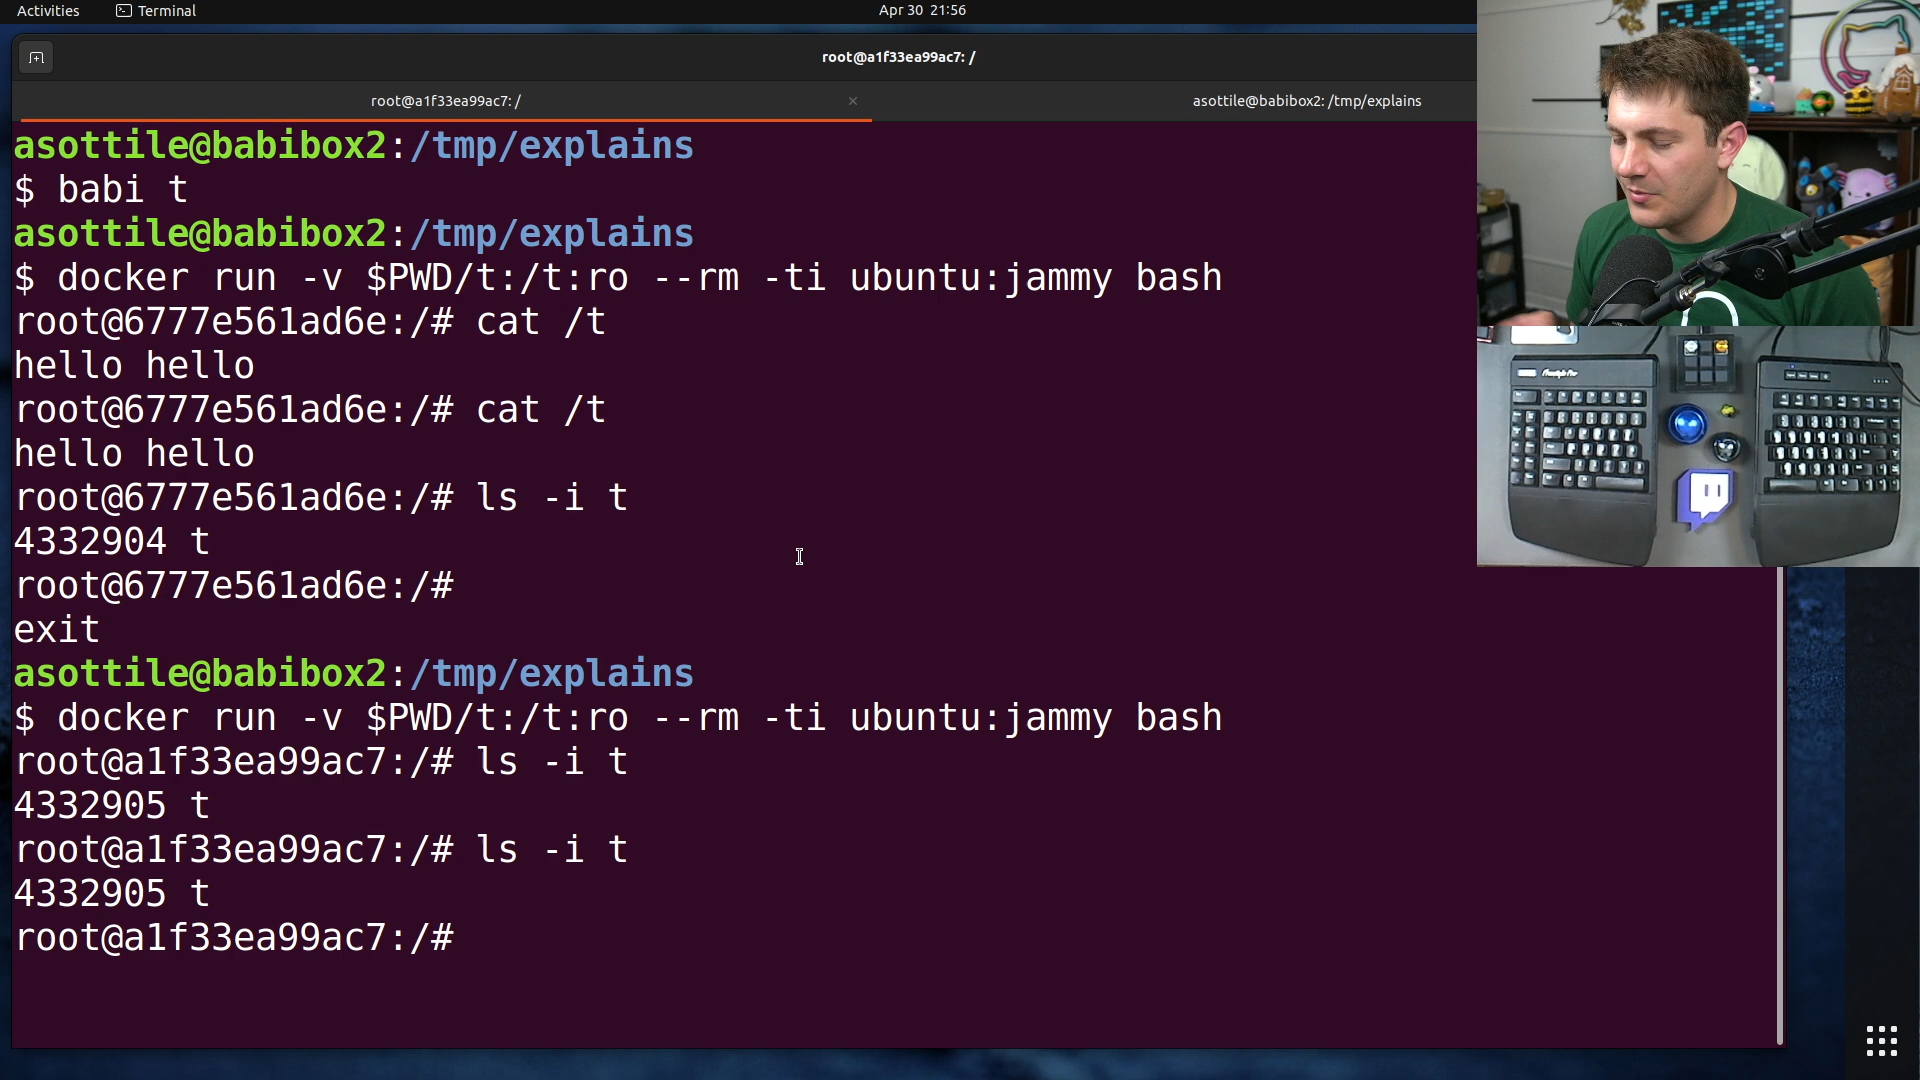 Activities
Terminal
Apr 30 21:56
root@a1f33ea99ac7: /
root@a1f33ea99ac7: /
asottile@babibox2: /tmp/explains
asottile@babibox2:/tmp/explains
$ babi t
asottile@babibox2:/tmp/explains
$ docker run -v $PWD/t:/t:ro --rm -ti ubuntu:jammy bash
root@6777e561ad6e:/# cat /t
hello hello
root@6777e561ad6e:/# cat /t
hello hello
root@6777e561ad6e:/# ls -i t
4332904 t
root@6777e561ad6e:/#
exit
asottile@babibox2:/tmp/explains
$ docker run -v $PWD/t:/t:ro --rm -ti ubuntu:jammy bash
root@a1f33ea99ac7:/# ls -i t
4332905 t
root@a1f33ea99ac7:/# ls -i t
4332905 t
root@a1f33ea99ac7:/#